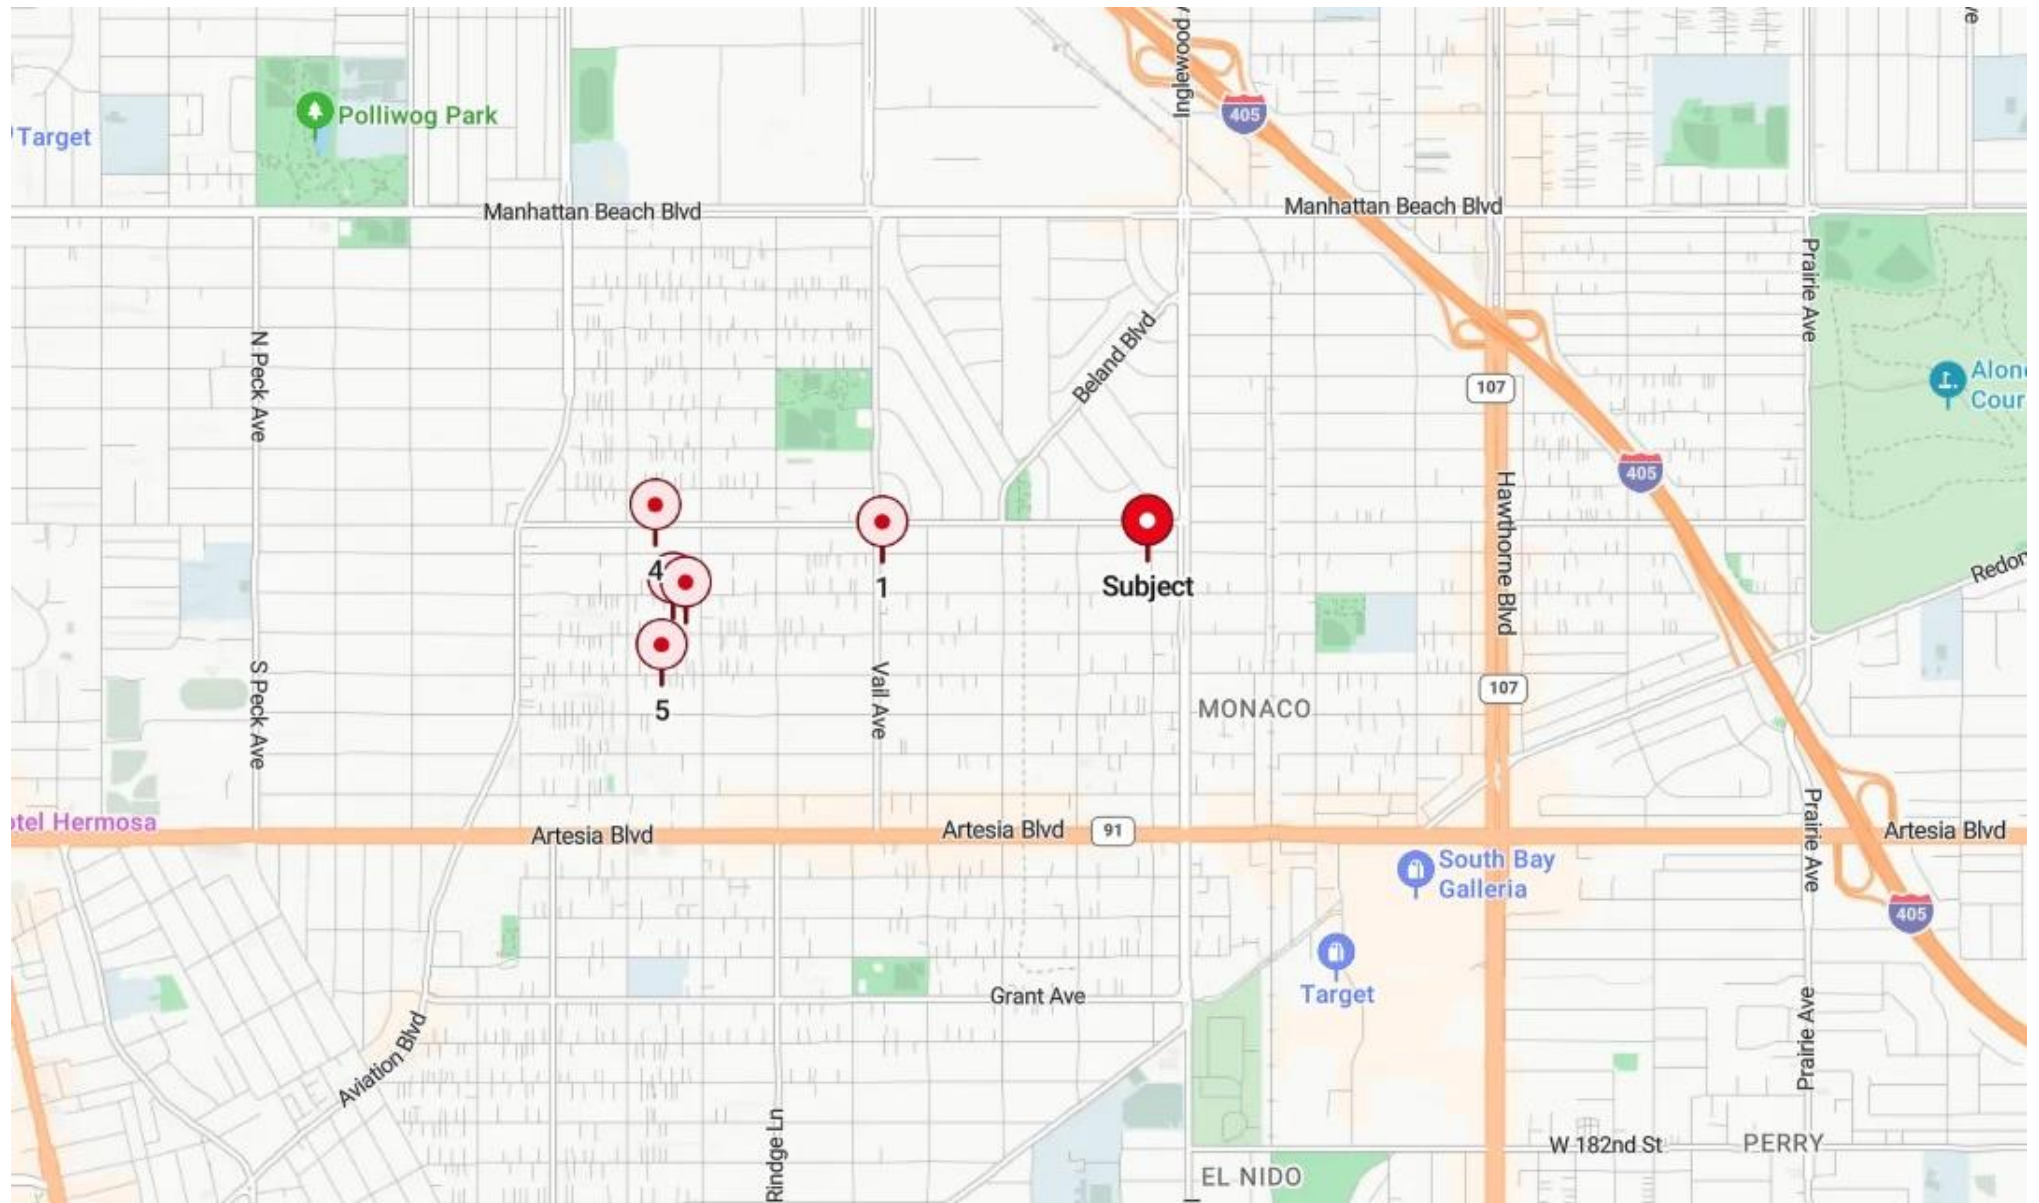 Inglewood
405
Polliwog Park
Target
Manhattan Beach Blvd
Manhattan Beach Blvd
Prairie Ave
N Peck Ave
Beland Blvd
107
405
Hawthorne Blvd
4
1
Subject
5
S Peck Ave
Vail Ave
MONACO
107
Artesia Blvd
Artesia Blvd
91
Artesia Blvd
Prairie Ave
South Bay
Galleria
405
Target
Grant Ave
Aviation Blvd
Prairie Ave
Rindge Ln
W 182nd St
PERRY
EL NIDO